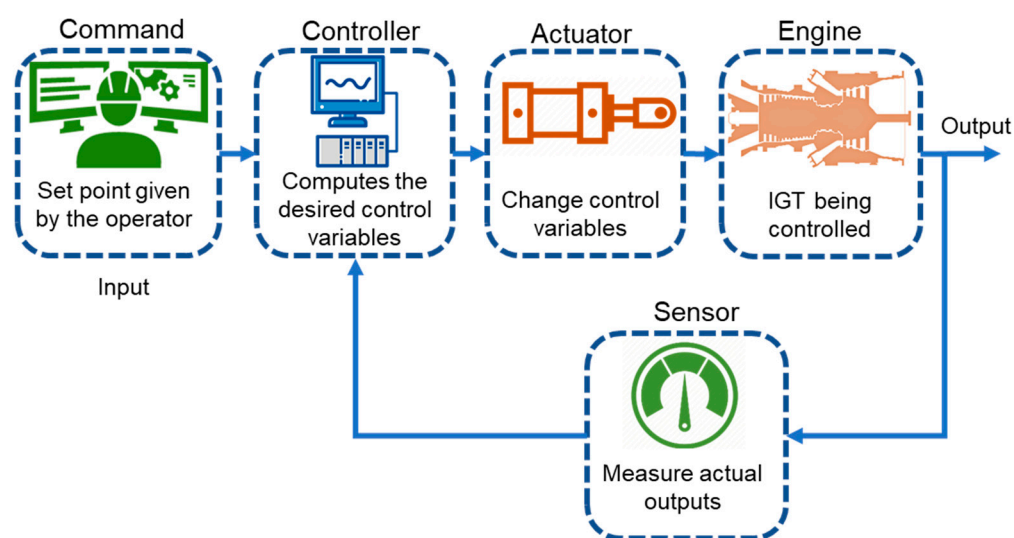 Command
Set point given
by the operator
Input
Controller
Computes the
desired control
variables
Actuator
Change control
variables
Engine
IGT being
controlled
Output
Sensor
Measure actual
outputs